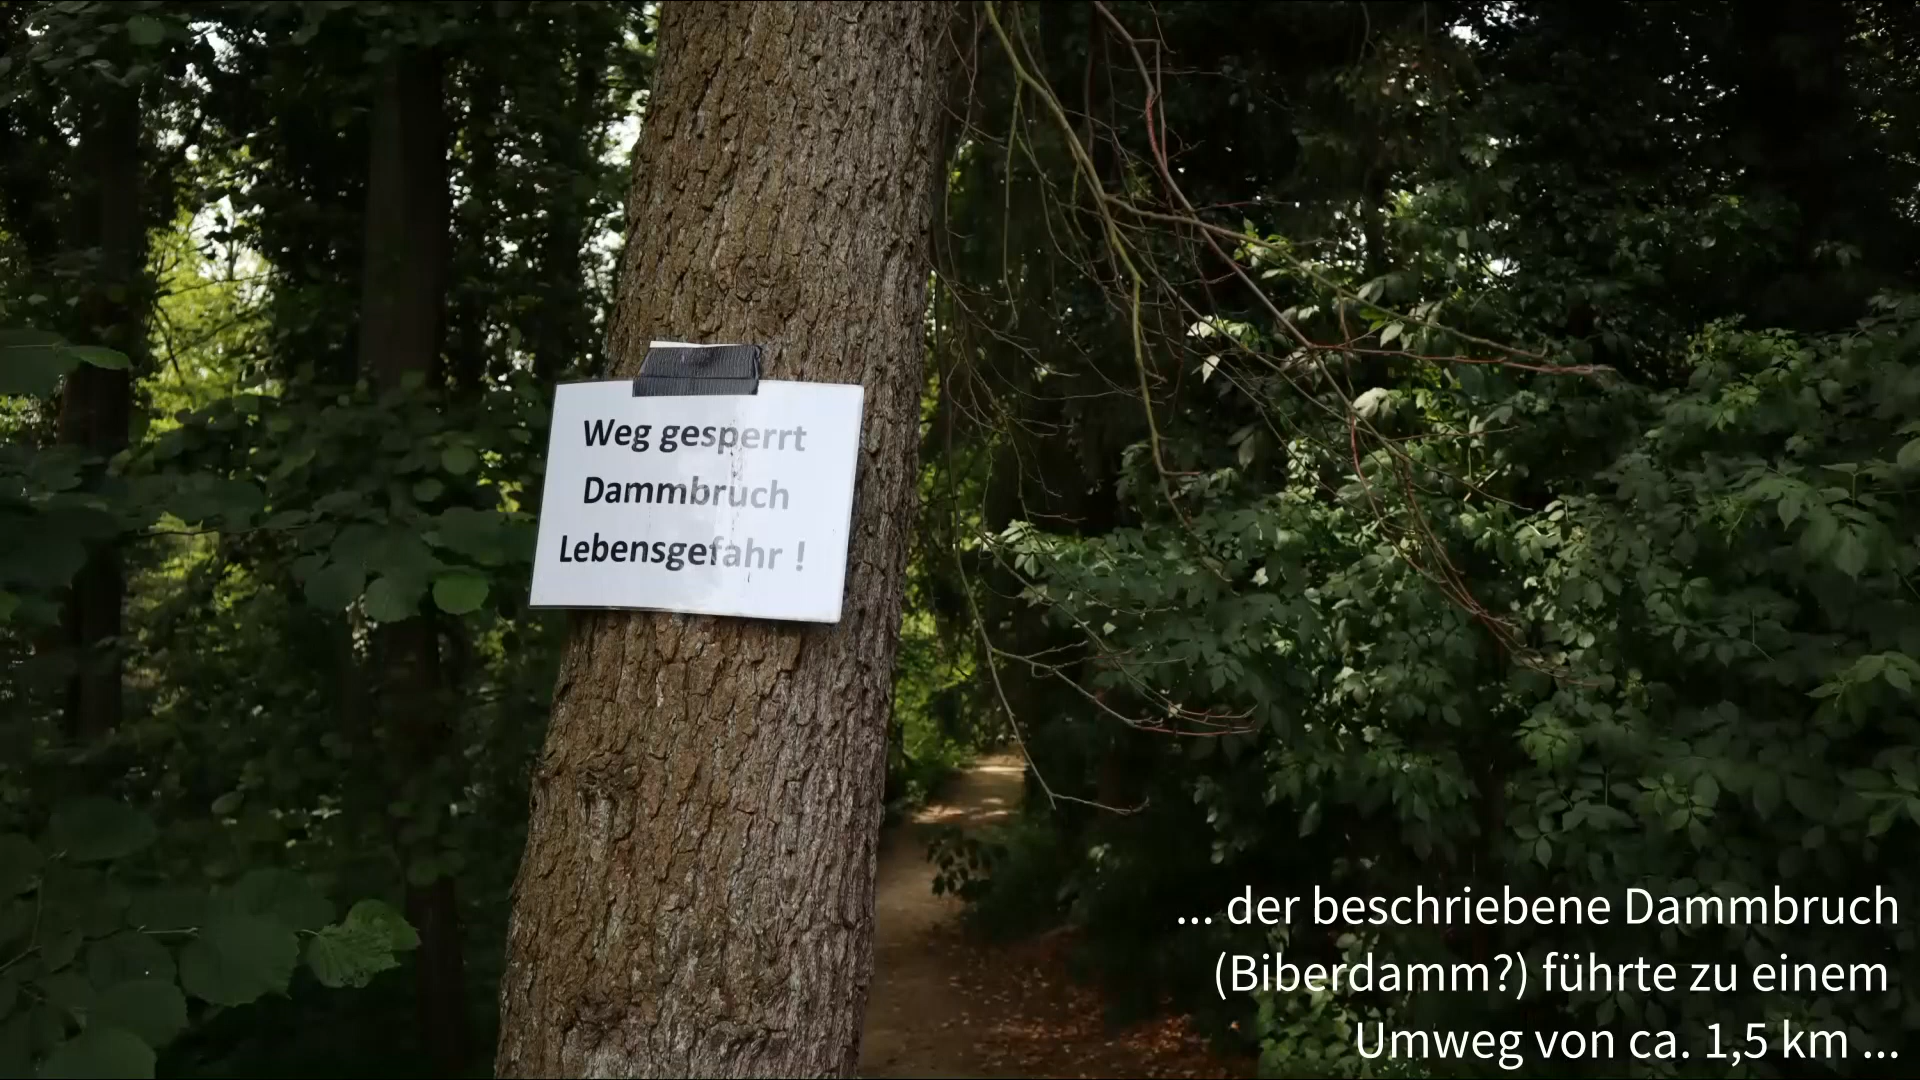 Weg gesperrt
Dammbruch
Lebensgefahr !
... der beschriebene Dammbruch
(Biberdamm?) führte zu einem
Umweg von ca. 1,5 km ...